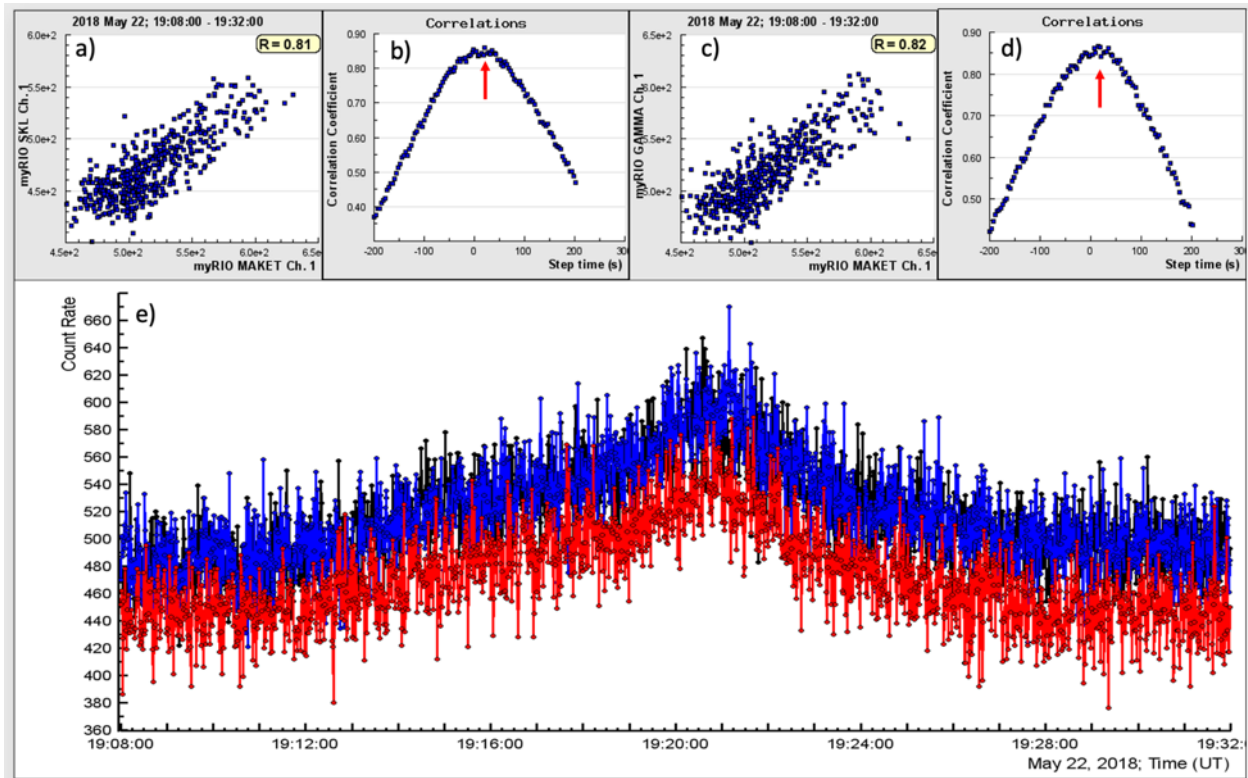 2018 May 22; 19:08:00 - 19:32:00
a)
R = 0.81
6.0e+2
5.5e+2
5.0e+2
4.5e+2
myRIO SKL Ch. 1
4.5e+2 5.0e+2 5.5e+2 6.0e+2 6.5e
myRIO MAKET Ch. 1
Correlations
b)
0.90
0.80
0.70
0.60
0.50
0.40
Correlation Coefficient
-200 -100 0 100 200 300
Step time (s)
2018 May 22; 19:08:00 - 19:32:00
c)
R = 0.82
6.5e+2
6.0e+2
5.5e+2
5.0e+2
myRIO GAMMA Ch. 1
4.5e+2 5.0e+2 5.5e+2 6.0e+2 6.5e
myRIO MAKET Ch. 1
Correlations
d)
0.90
0.80
0.70
0.60
0.50
Correlation Coefficient
-200 -100 0 100 200 300
Step time (s)
e)
Count Rate
660
640
620
600
580
560
540
520
500
480
460
440
420
400
380
360
19:08:00 19:12:00 19:16:00 19:20:00 19:24:00 19:28:00 19:32:
May 22, 2018; Time (UT)